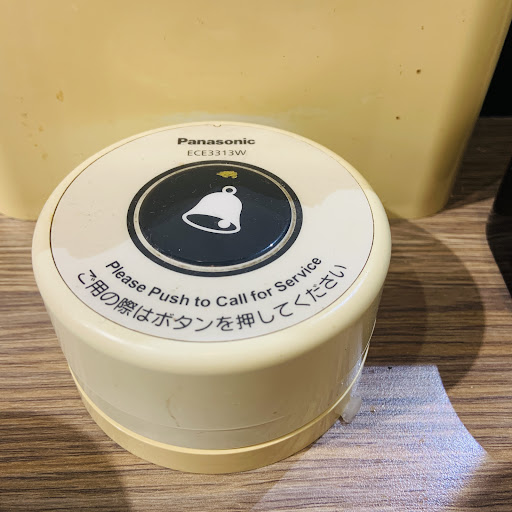 Panasonic
ECE3313W
Please Push to Call for Service
ご用の際はボタンを押してください